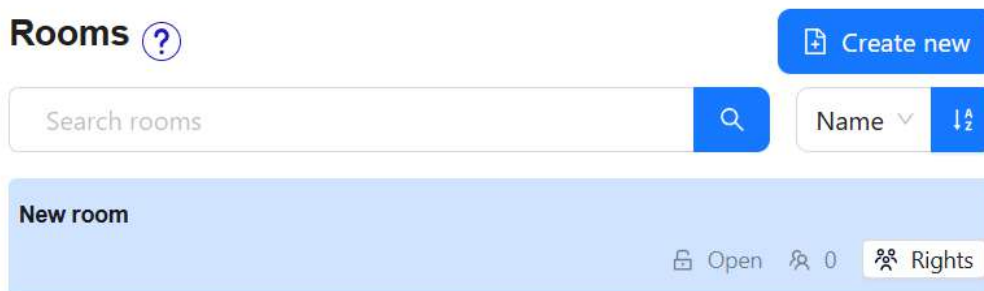 Rooms ?
Create new
Search rooms
Name
A
Z
New room
Open 0 Rights